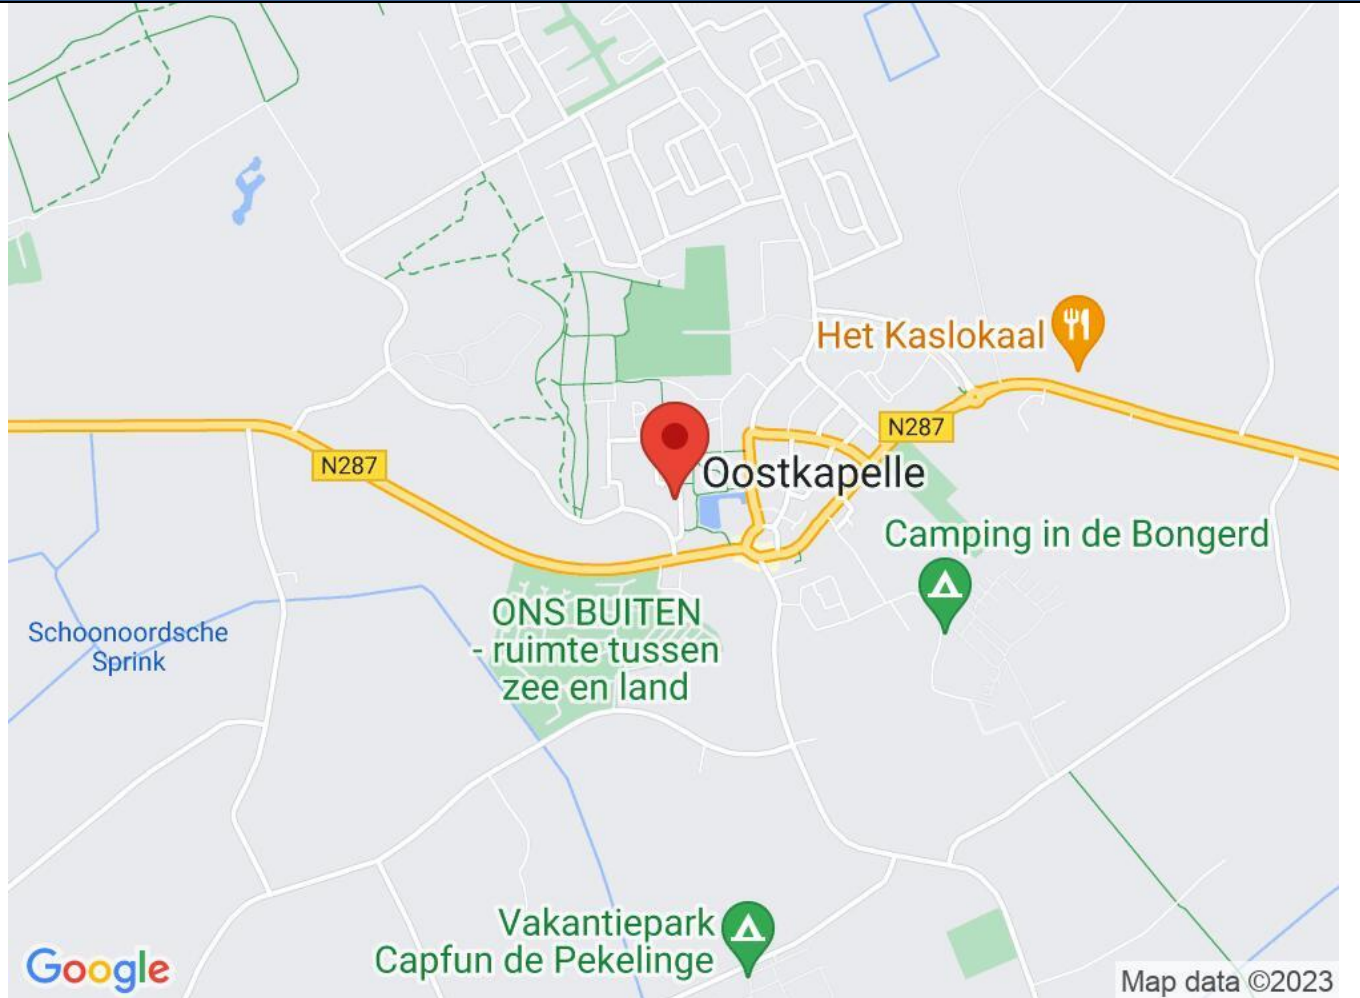 Het Kaslokaal
N287
N287
Oostkapelle
Camping in de Bongerd
ONS BUITEN
- ruimte tussen
zee en land
Schoonoordsche
Sprink
Vakantiepark
Capfun de Pekelinge
Google
Map data ©2023